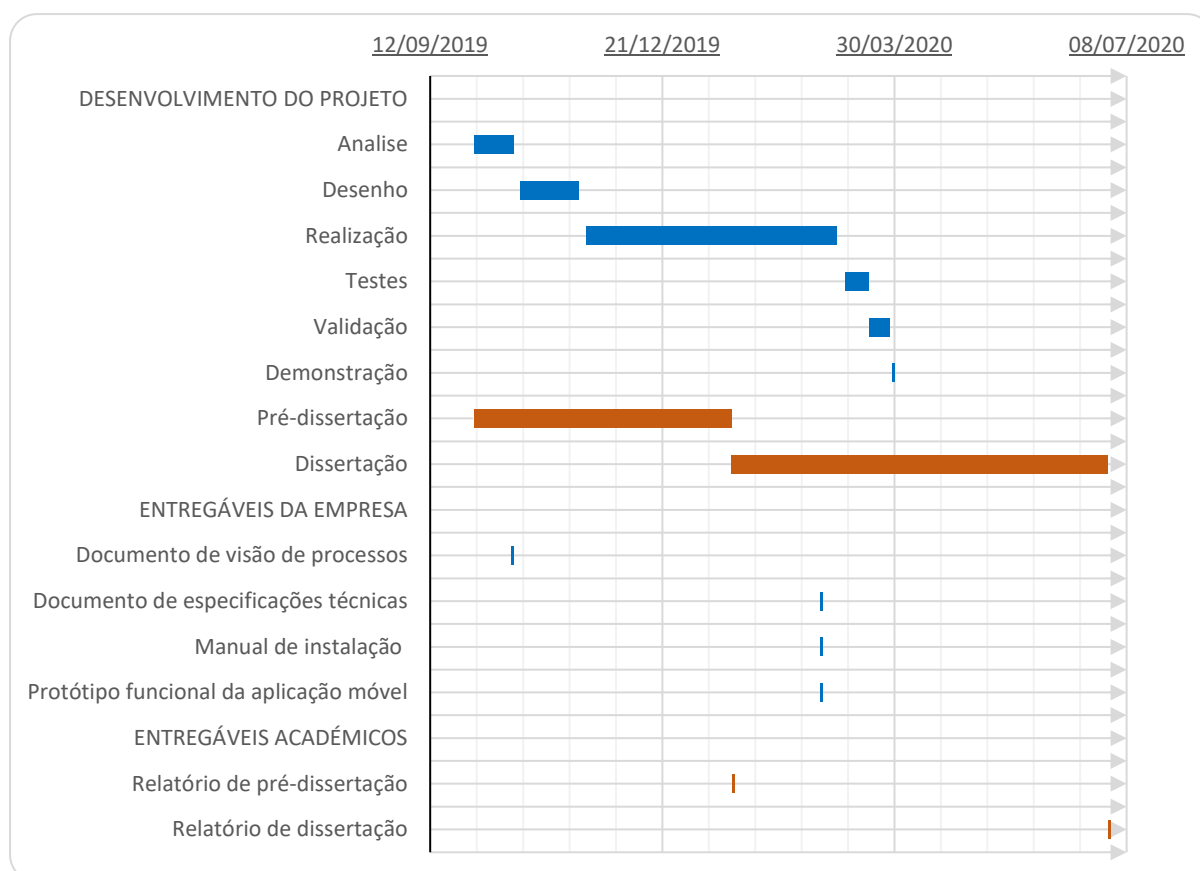 12/09/2019 21/12/2019 30/03/2020 08/07/2020
DESENVOLVIMENTO DO PROJETO
Analise
Desenho
Realização
Testes
Validação
Demonstração
Pré-dissertação
Dissertação
ENTREGÁVEIS DA EMPRESA
Documento de visão de processos
Documento de especificações técnicas
Manual de instalação
Protótipo funcional da aplicação móvel
ENTREGÁVEIS ACADÉMICOS
Relatório de pré-dissertação
Relatório de dissertação